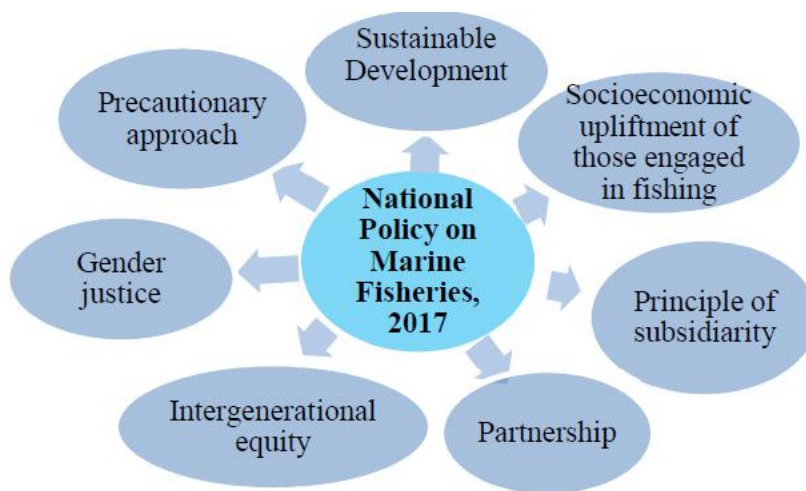 Sustainable
Development
Socioeconomic
upliftment of
those engaged
in fishing
Principle of
subsidiarity
Partnership
Intergenerational
equity
Gender
justice
Precautionary
approach
National
Policy on
Marine
Fisheries,
2017